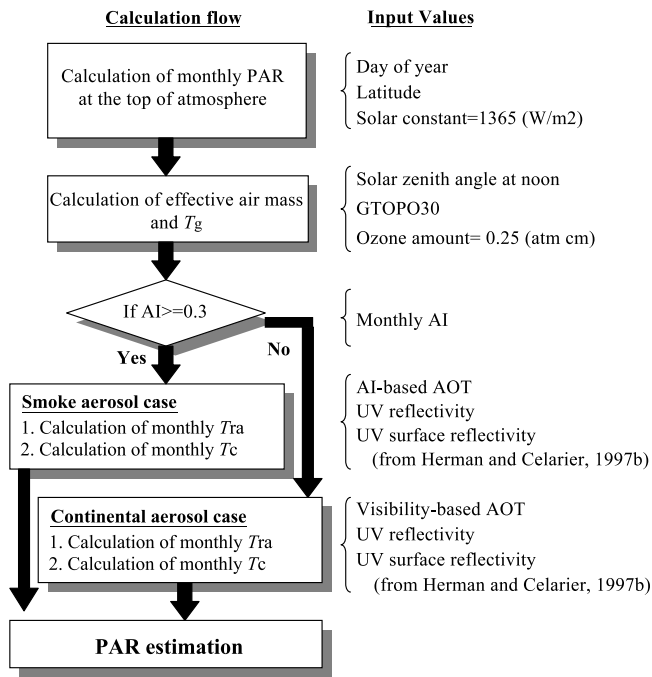 Calculation flow
Input Values
Calculation of monthly PAR
at the top of atmosphere
Day of year
Latitude
Solar constant=1365 (W/m2)
Calculation of effective air mass
and Tg
Solar zenith angle at noon
GTOPO30
Ozone amount= 0.25 (atm cm)
If AI>=0.3
Monthly AI
Yes
No
Smoke aerosol case
1. Calculation of monthly Tra
2. Calculation of monthly Tc
AI-based AOT
UV reflectivity
UV surface reflectivity
(from Herman and Celarier, 1997b)
Continental aerosol case
1. Calculation of monthly Tra
2. Calculation of monthly Tc
Visibility-based AOT
UV reflectivity
UV surface reflectivity
(from Herman and Celarier, 1997b)
PAR estimation